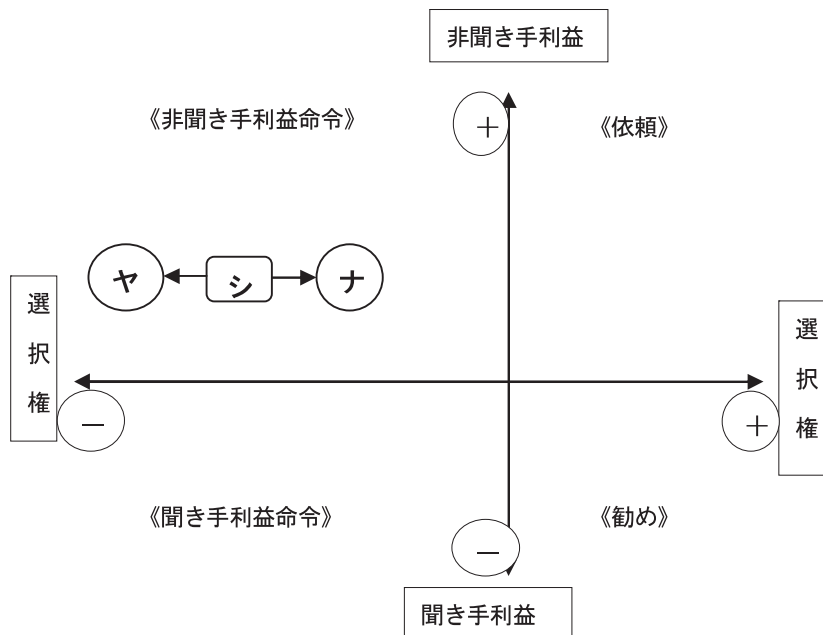 非聞き手利益
《非聞き手利益命令》
＋
《依頼》
ヤ
シ
ナ
選択権
選択権
－
＋
《聞き手利益命令》
《勧め》
－
聞き手利益